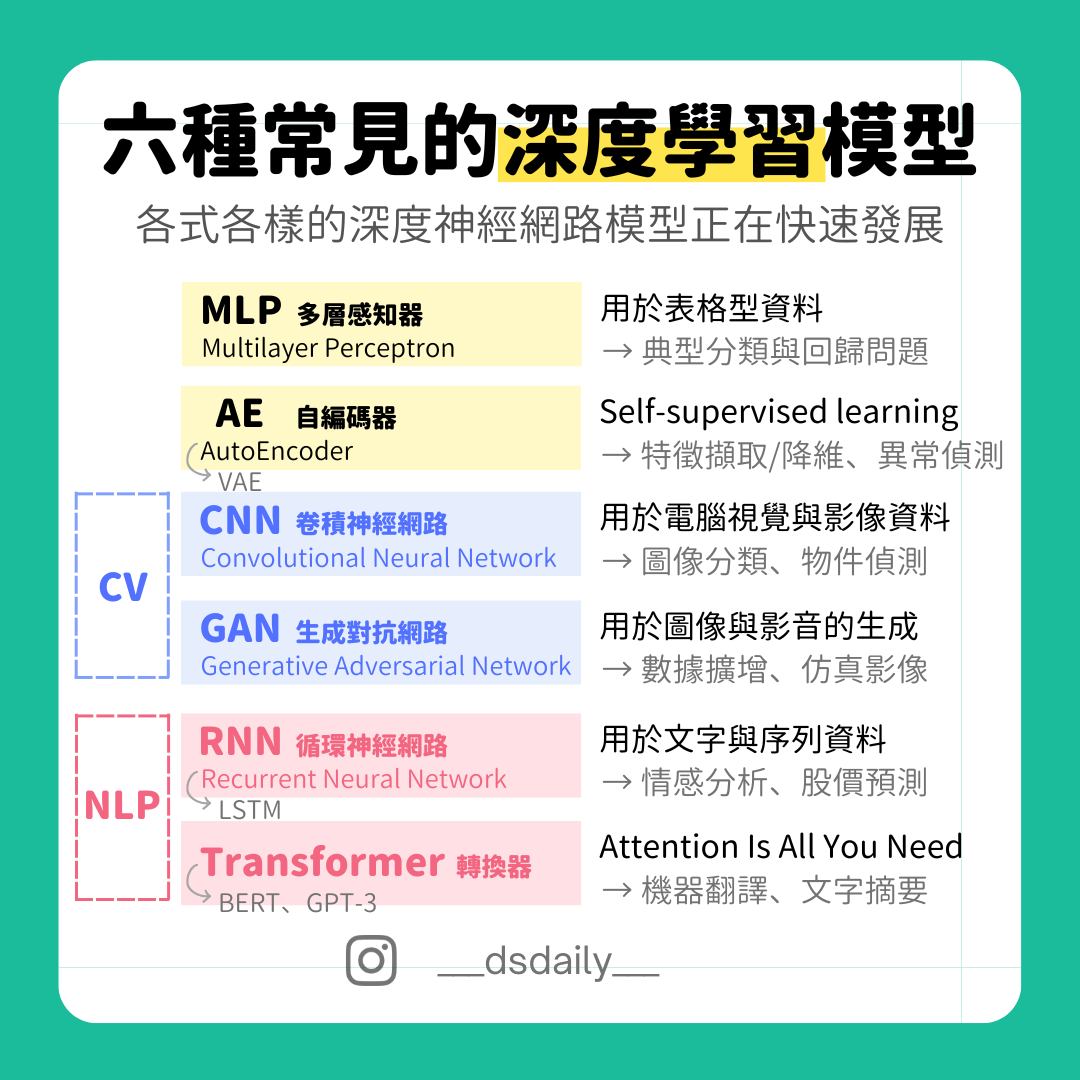 六種常見的深度學習模型
各式各樣的深度神經網路模型正在快速發展
MLP 多層感知器
Multilayer Perceptron
用於表格型資料
→ 典型分類與回歸問題
AE 自編碼器
AutoEncoder
VAE
Self-supervised learning
→ 特徵擷取/降維、異常偵測
CV
CNN 卷積神經網路
Convolutional Neural Network
用於電腦視覺與影像資料
→ 圖像分類、物件偵測
GAN 生成對抗網路
Generative Adversarial Network
用於圖像與影音的生成
→ 數據擴增、仿真影像
NLP
RNN 循環神經網路
Recurrent Neural Network
LSTM
用於文字與序列資料
→ 情感分析、股價預測
Transformer 轉換器
BERT、GPT-3
Attention Is All You Need
→ 機器翻譯、文字摘要
___dsdaily___